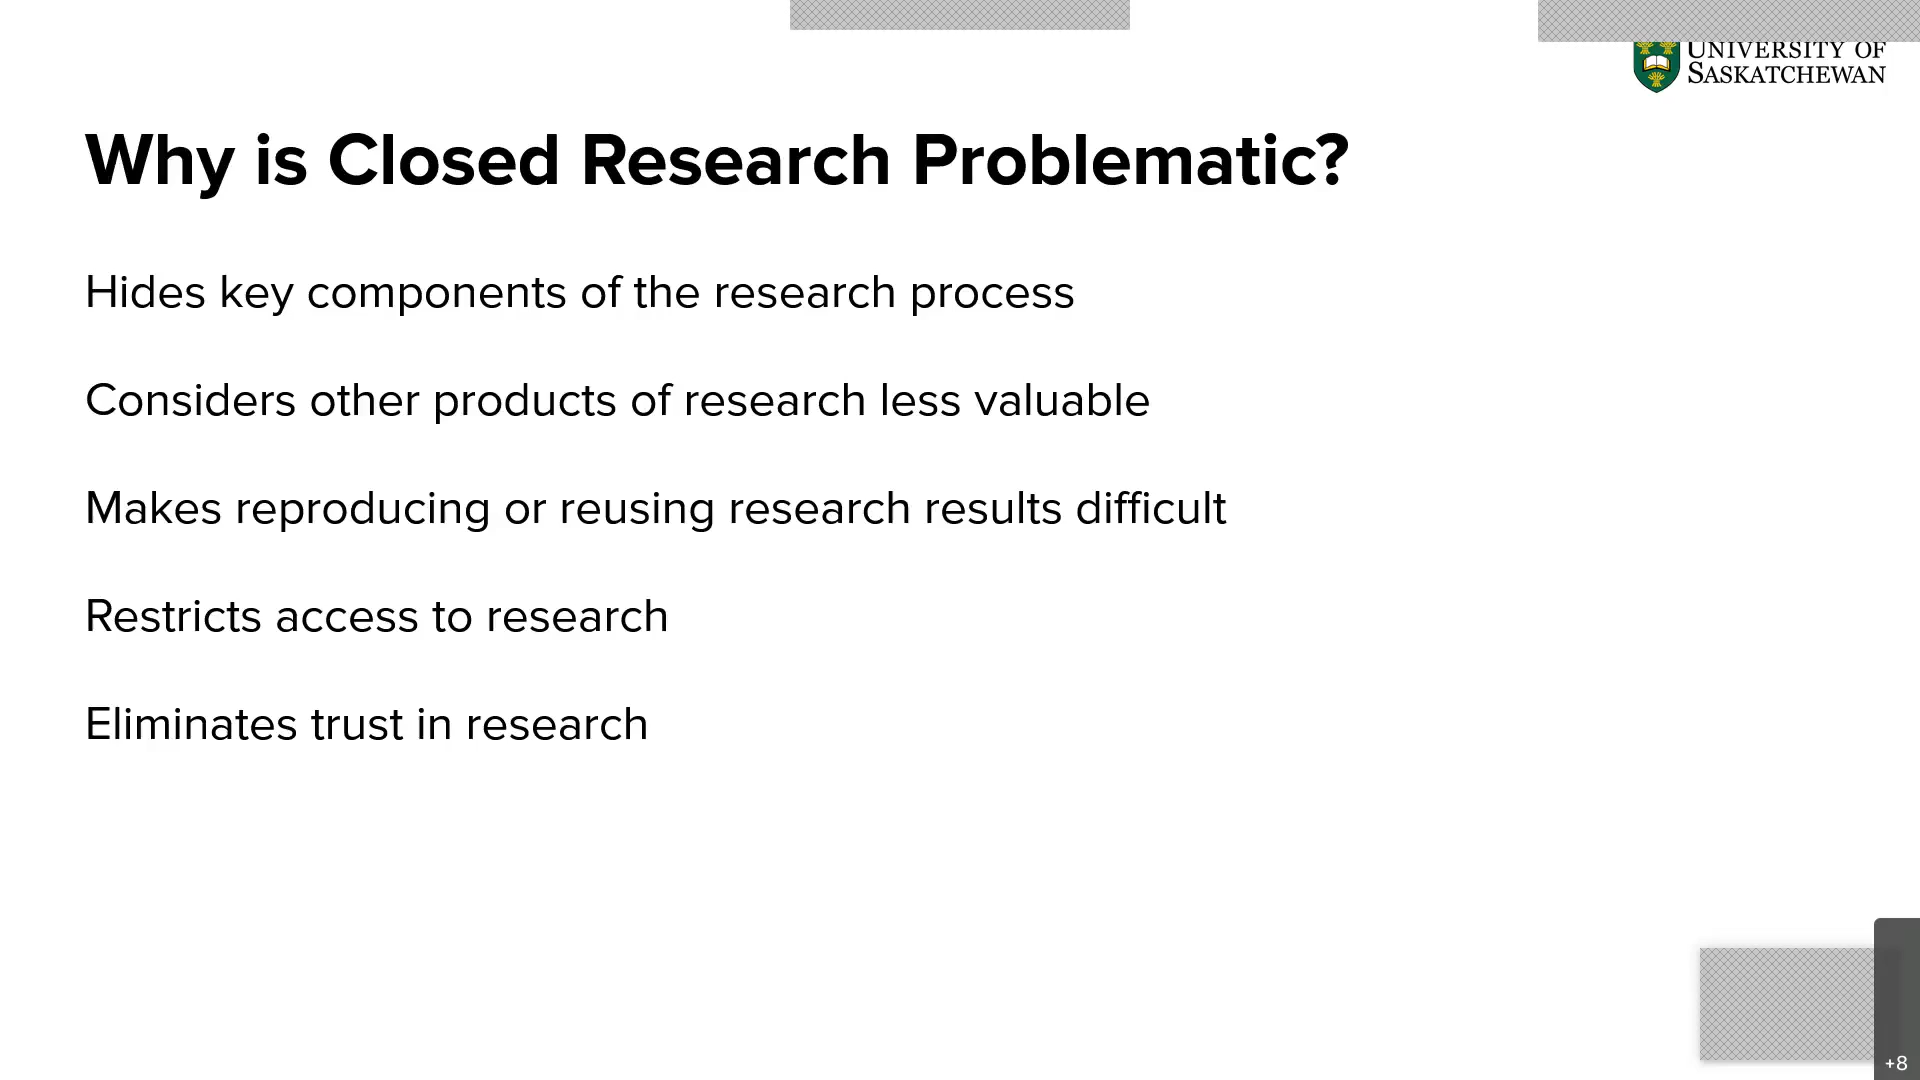 UNIVERSITY OF
SASKATCHEWAN
Why is Closed Research Problematic?
Hides key components of the research process
Considers other products of research less valuable
Makes reproducing or reusing research results difficult
Restricts access to research
Eliminates trust in research
+8